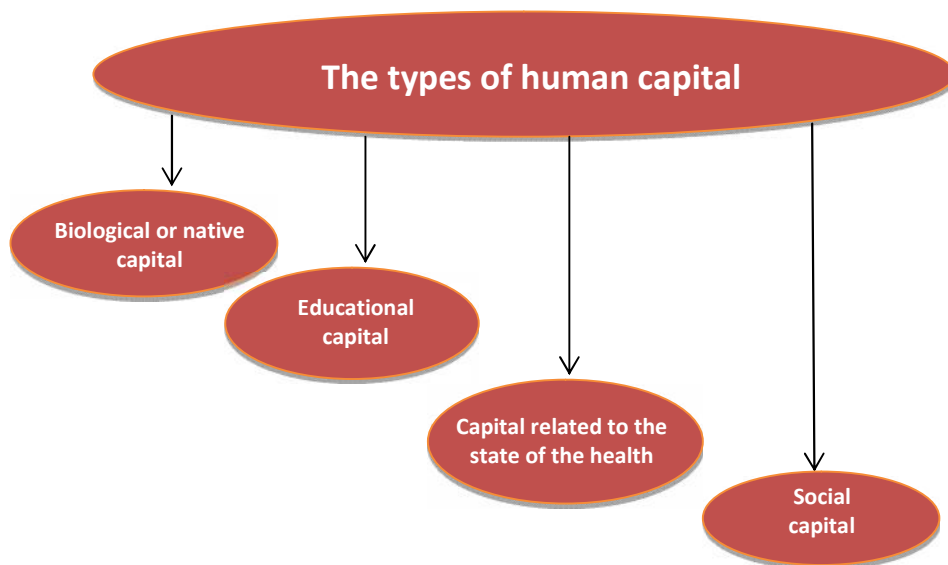 The types of human capital
Biological or native
capital
Educational
capital
Capital related to the
state of the health
Social
capital